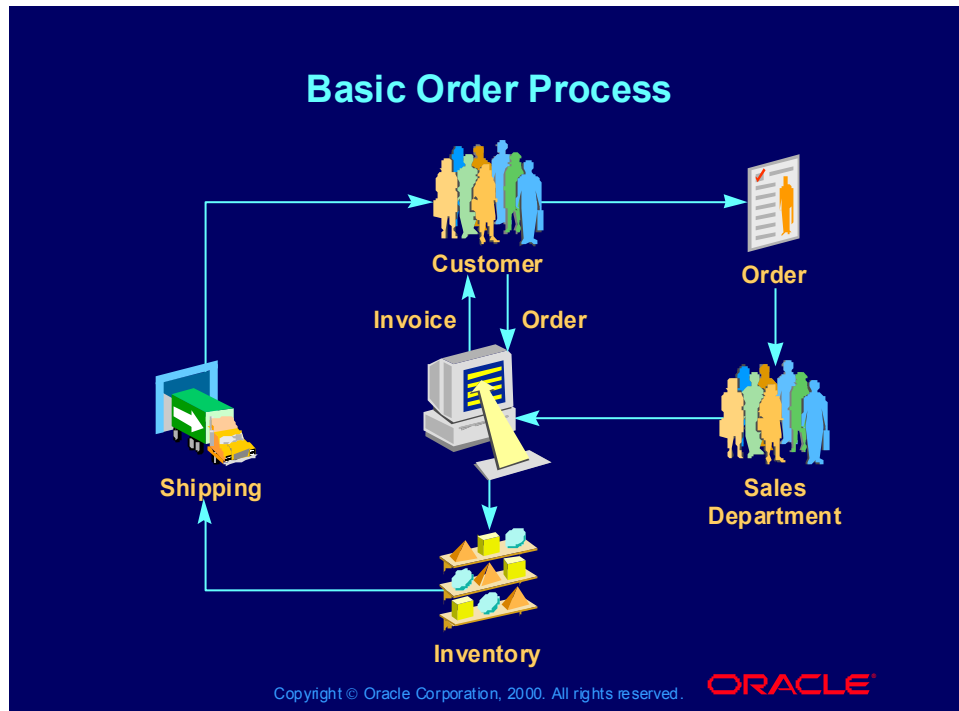 Basic Order Process
Customer
Order
Invoice
Order
Shipping
Sales
Department
Inventory
Copyright © Oracle Corporation, 2000. All rights reserved.
ORACLE®